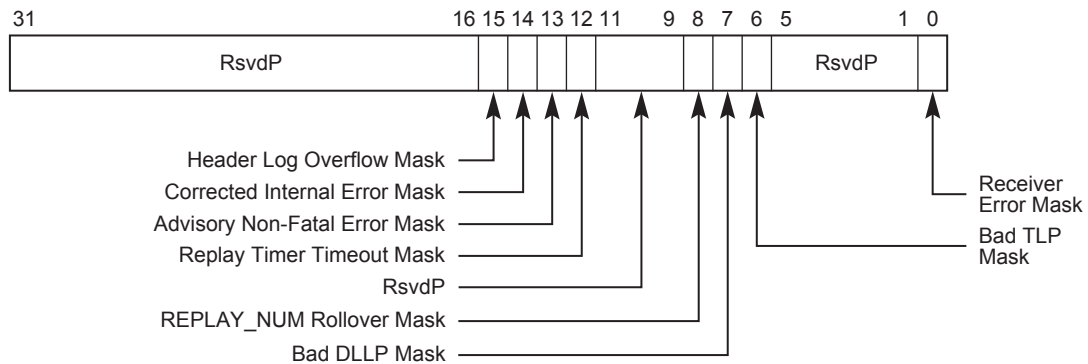 31 16 15 14 13 12 11 9 8 7 6 5 1 0
RsvdP RsvdP
Header Log Overflow Mask
Corrected Internal Error Mask
Advisory Non-Fatal Error Mask
Replay Timer Timeout Mask
RsvdP
REPLAY_NUM Rollover Mask
Bad DLLP Mask
Receiver
Error Mask
Bad TLP
Mask